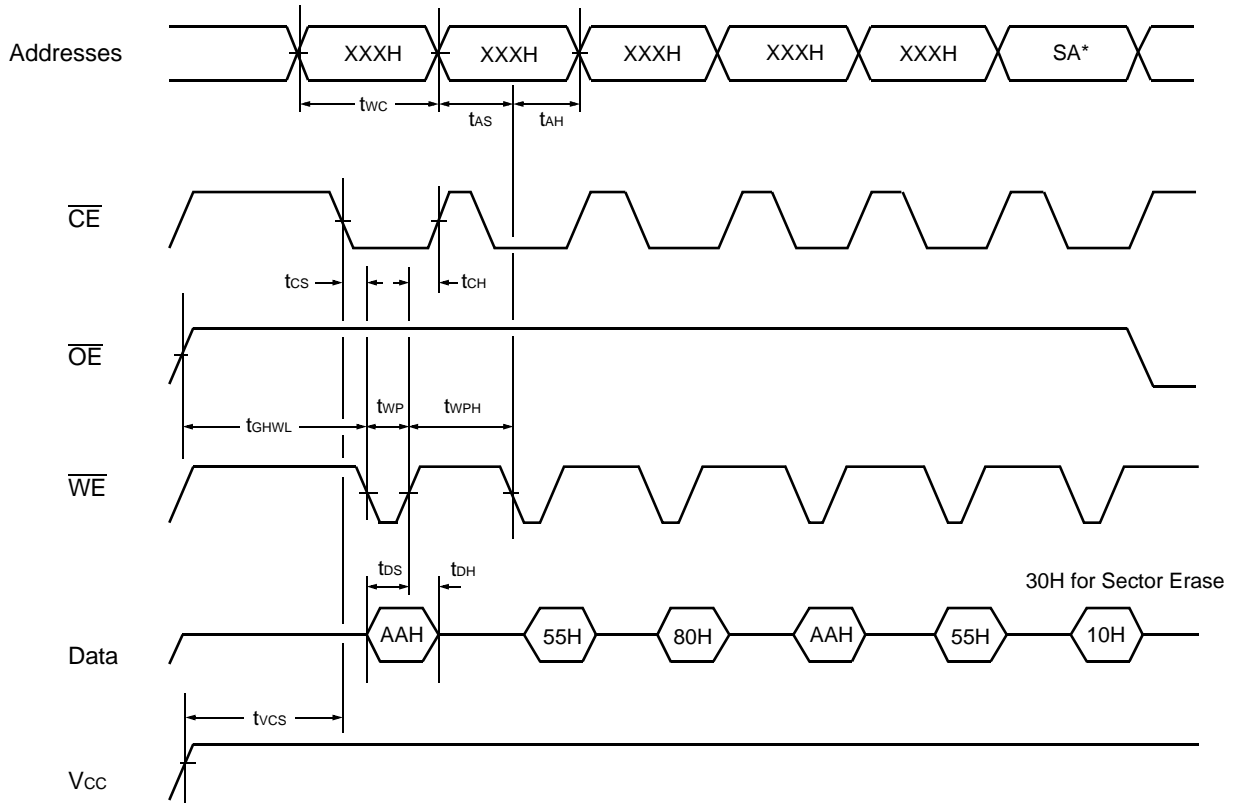 Addresses XXXH XXXH XXXH XXXH XXXH SA*
tWC tAS tAH
CE
tCS tCH
OE
tGHWL tWP tWPH
WE
tDS tDH
30H for Sector Erase
Data AAH 55H 80H AAH 55H 10H
tVCS
VCC